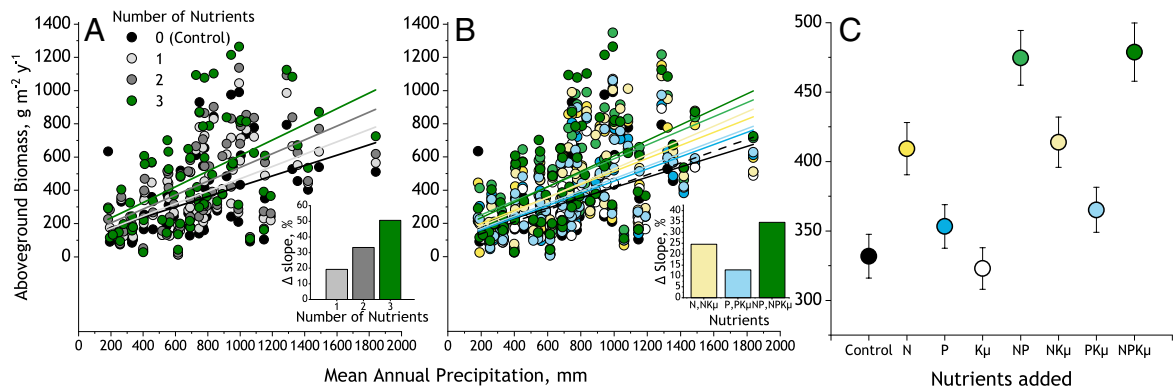 A
Number of Nutrients
0 (Control)
1
2
3
Aboveground Biomass, g m-2 y-1
1400
1200
1000
800
600
400
200
0
0 200 400 600 800 1000 1200 1400 1600 1800 2000
Δ slope, %
60
50
40
30
20
10
0
1 2 3
Number of Nutrients
B
1400
1200
1000
800
600
400
200
0
0 200 400 600 800 1000 1200 1400 1600 1800 2000
Δ Slope, %
40
35
30
25
20
15
10
5
0
N,NKμ P,PKμ NP,NPKμ
Nutrients
Mean Annual Precipitation, mm
C
500
450
400
350
300
Control N P Kμ NP NKμ PKμ NPKμ
Nutrients added